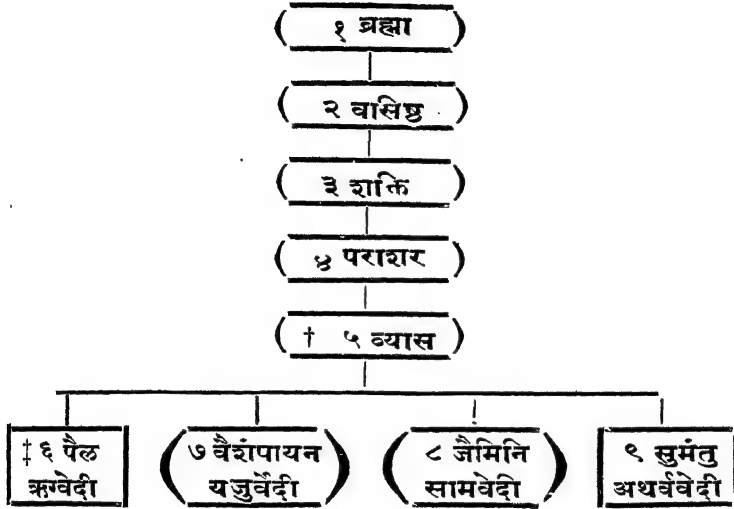 १ ब्रह्मा
२ वासिष्ठ
३ शक्ति
४ पराशर
† ५ व्यास
‡ ६ पैल
ऋग्वेदी
७ वैशंपायन
यजुर्वेदी
८ जैमिनि
सामवेदी
९ सुमंतु
अथर्ववेदी